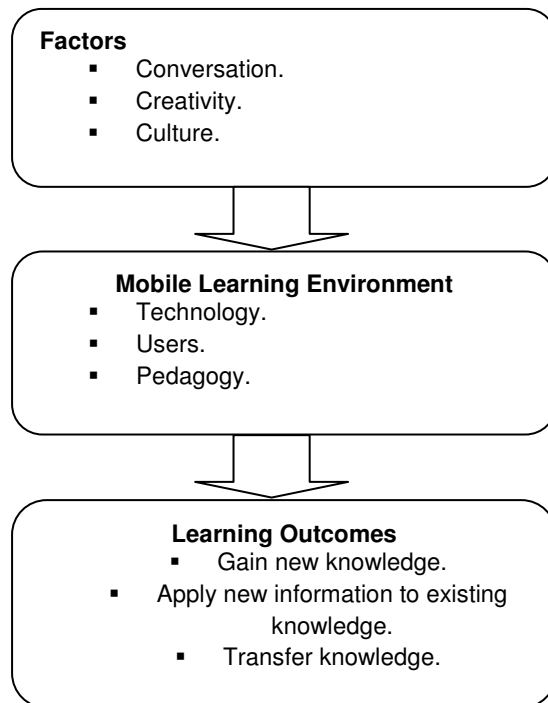 Factors
▪ Conversation.
▪ Creativity.
▪ Culture.
Mobile Learning Environment
▪ Technology.
▪ Users.
▪ Pedagogy.
Learning Outcomes
▪ Gain new knowledge.
▪ Apply new information to existing
knowledge.
▪ Transfer knowledge.